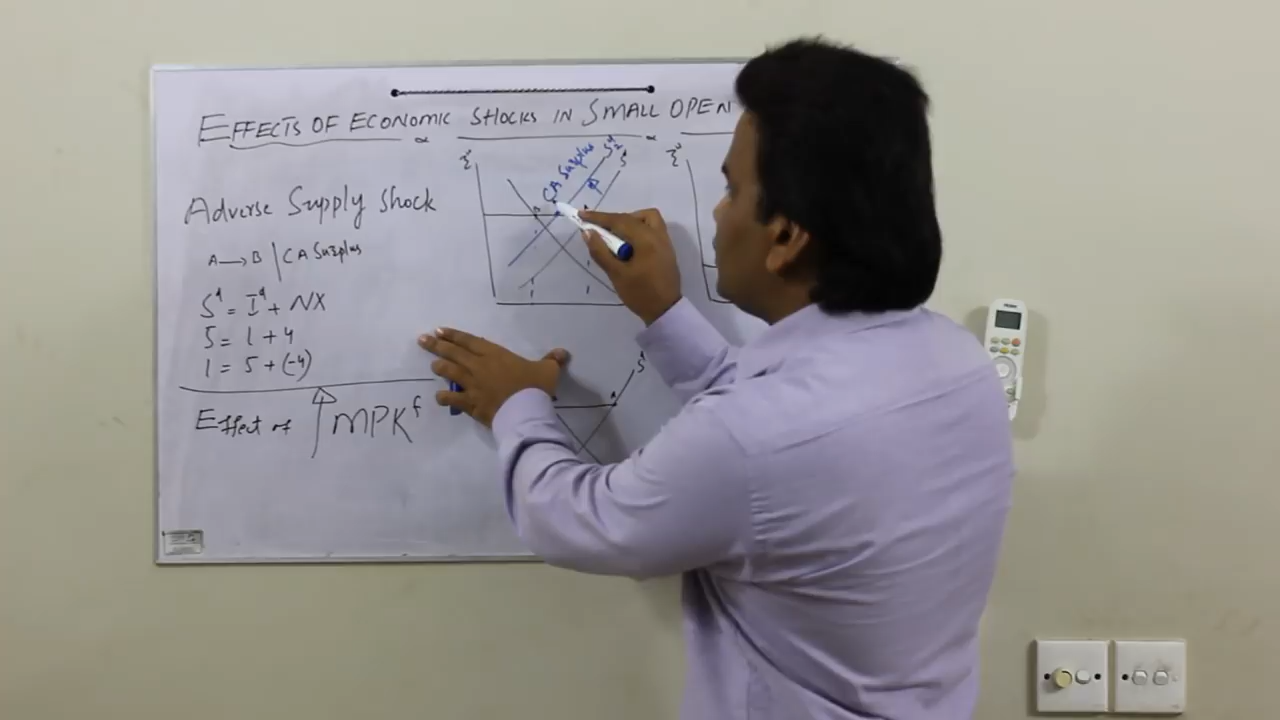 EFFECTS OF ECONOMIC SHOCKS IN SMALL OPEN
Adverse Supply Shock
A → B | CA Surplus
S^d = I^d + NX
5 = 1 + 4
1 = 5 + (-4)
Effect of ↑ MPK^f
CA Surplus
S^d_2
S^d
A
S^d
A